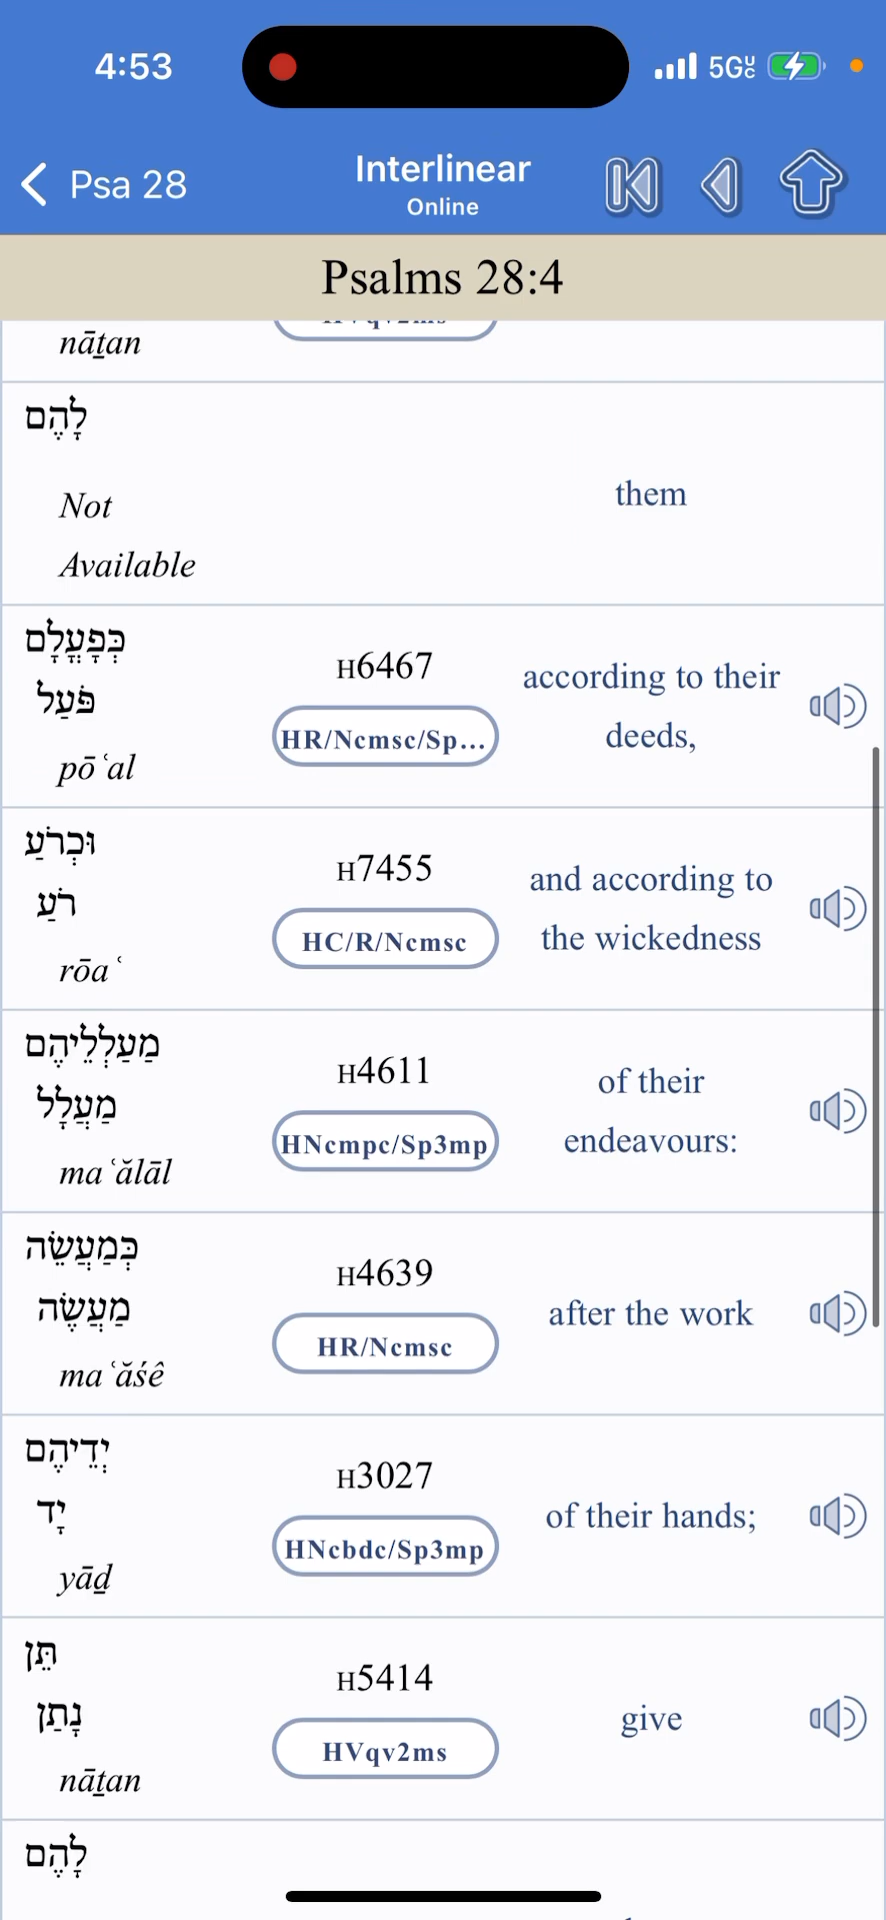 4:53
5G
Psa 28
Interlinear
Online
Psalms 28:4
nāṯan
לָהֶם
Not
Available
them
כְּפָעֳלָם
פֹּעַל
pōʿal
H6467
HR/Ncmsc/Sp...
according to their
deeds,
וּכְרֹעַ
רֹעַ
rōaʿ
H7455
HC/R/Ncmsc
and according to
the wickedness
מַעַלְלֵיהֶם
מַעֲלָל
maʿălāl
H4611
HNcmpc/Sp3mp
of their
endeavours:
כְּמַעֲשֵׂה
מַעֲשֶׂה
maʿăśê
H4639
HR/Ncmsc
after the work
יְדֵיהֶם
יָד
yāḏ
H3027
HNcbdc/Sp3mp
of their hands;
תֵּן
נָתַן
nāṯan
H5414
HVqv2ms
give
לָהֶם